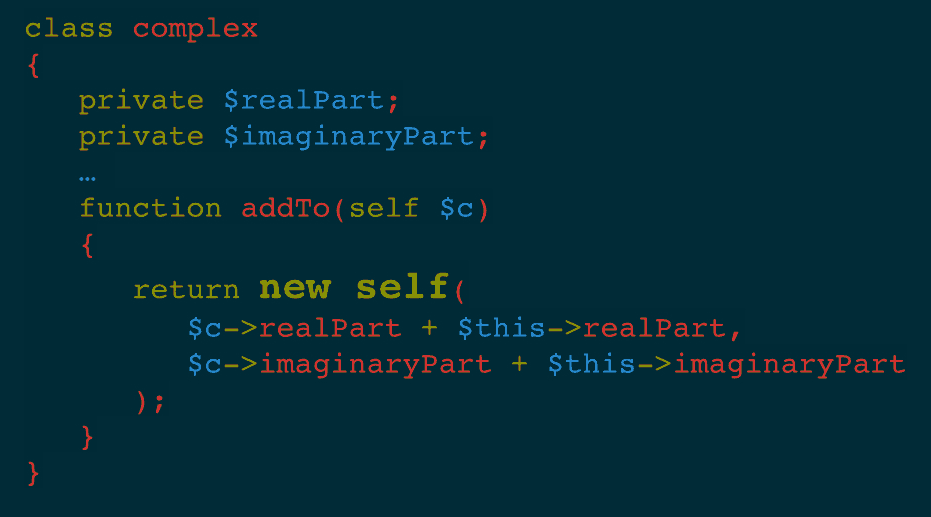 class complex
{
private $realPart;
private $imaginaryPart;
…
function addTo(self $c)
{
return new self(
$c->realPart + $this->realPart,
$c->imaginaryPart + $this->imaginaryPart
);
}
}